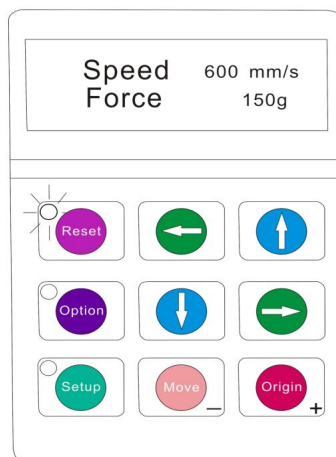 Speed 600 mm/s
Force 150g
Reset
Option
Setup
Move −
Origin +